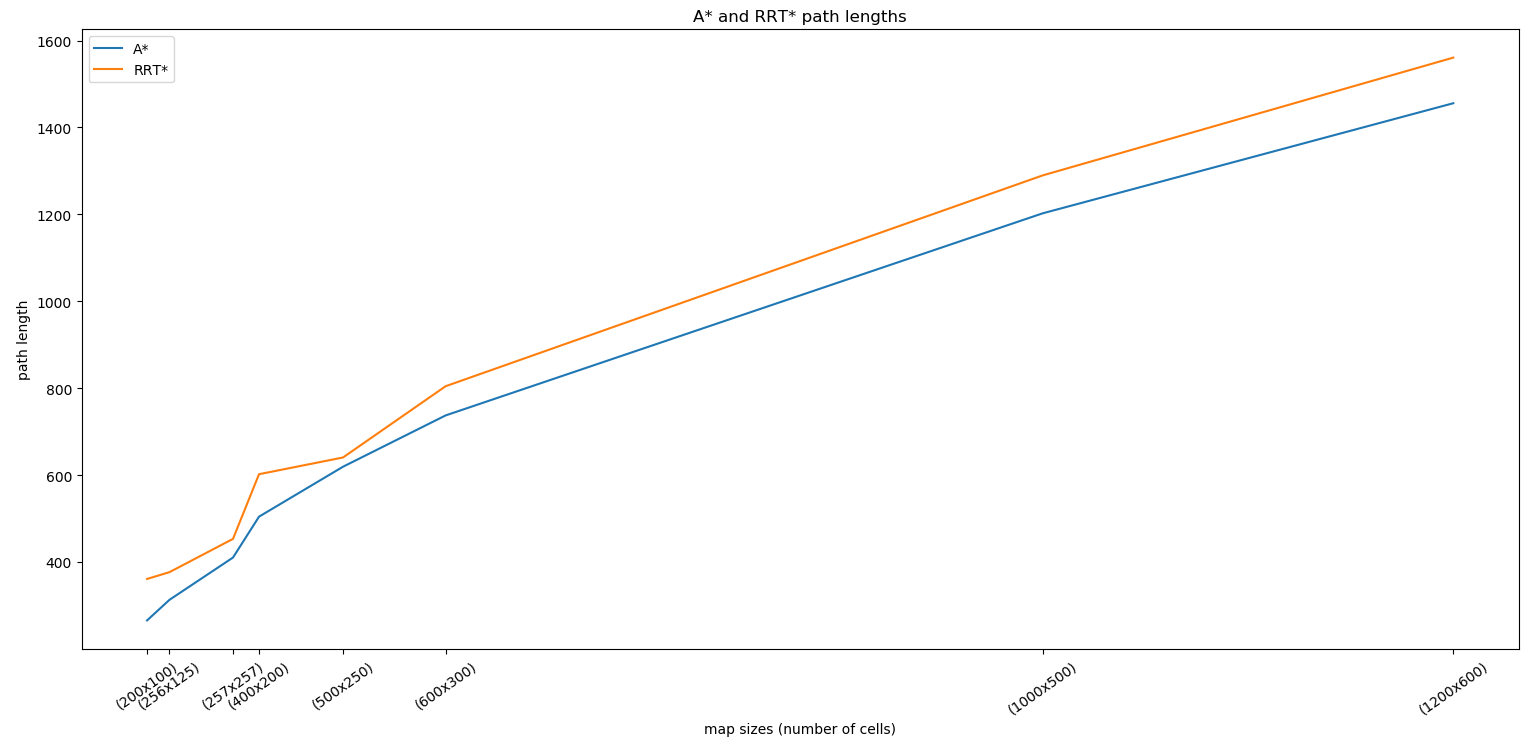 A* and RRT* path lengths
A*
RRT*
path length
1600
1400
1200
1000
800
600
400
(200x100)
(256x125)
(257x257)
(400x200)
(500x250)
(600x300)
(1000x500)
(1200x600)
map sizes (number of cells)